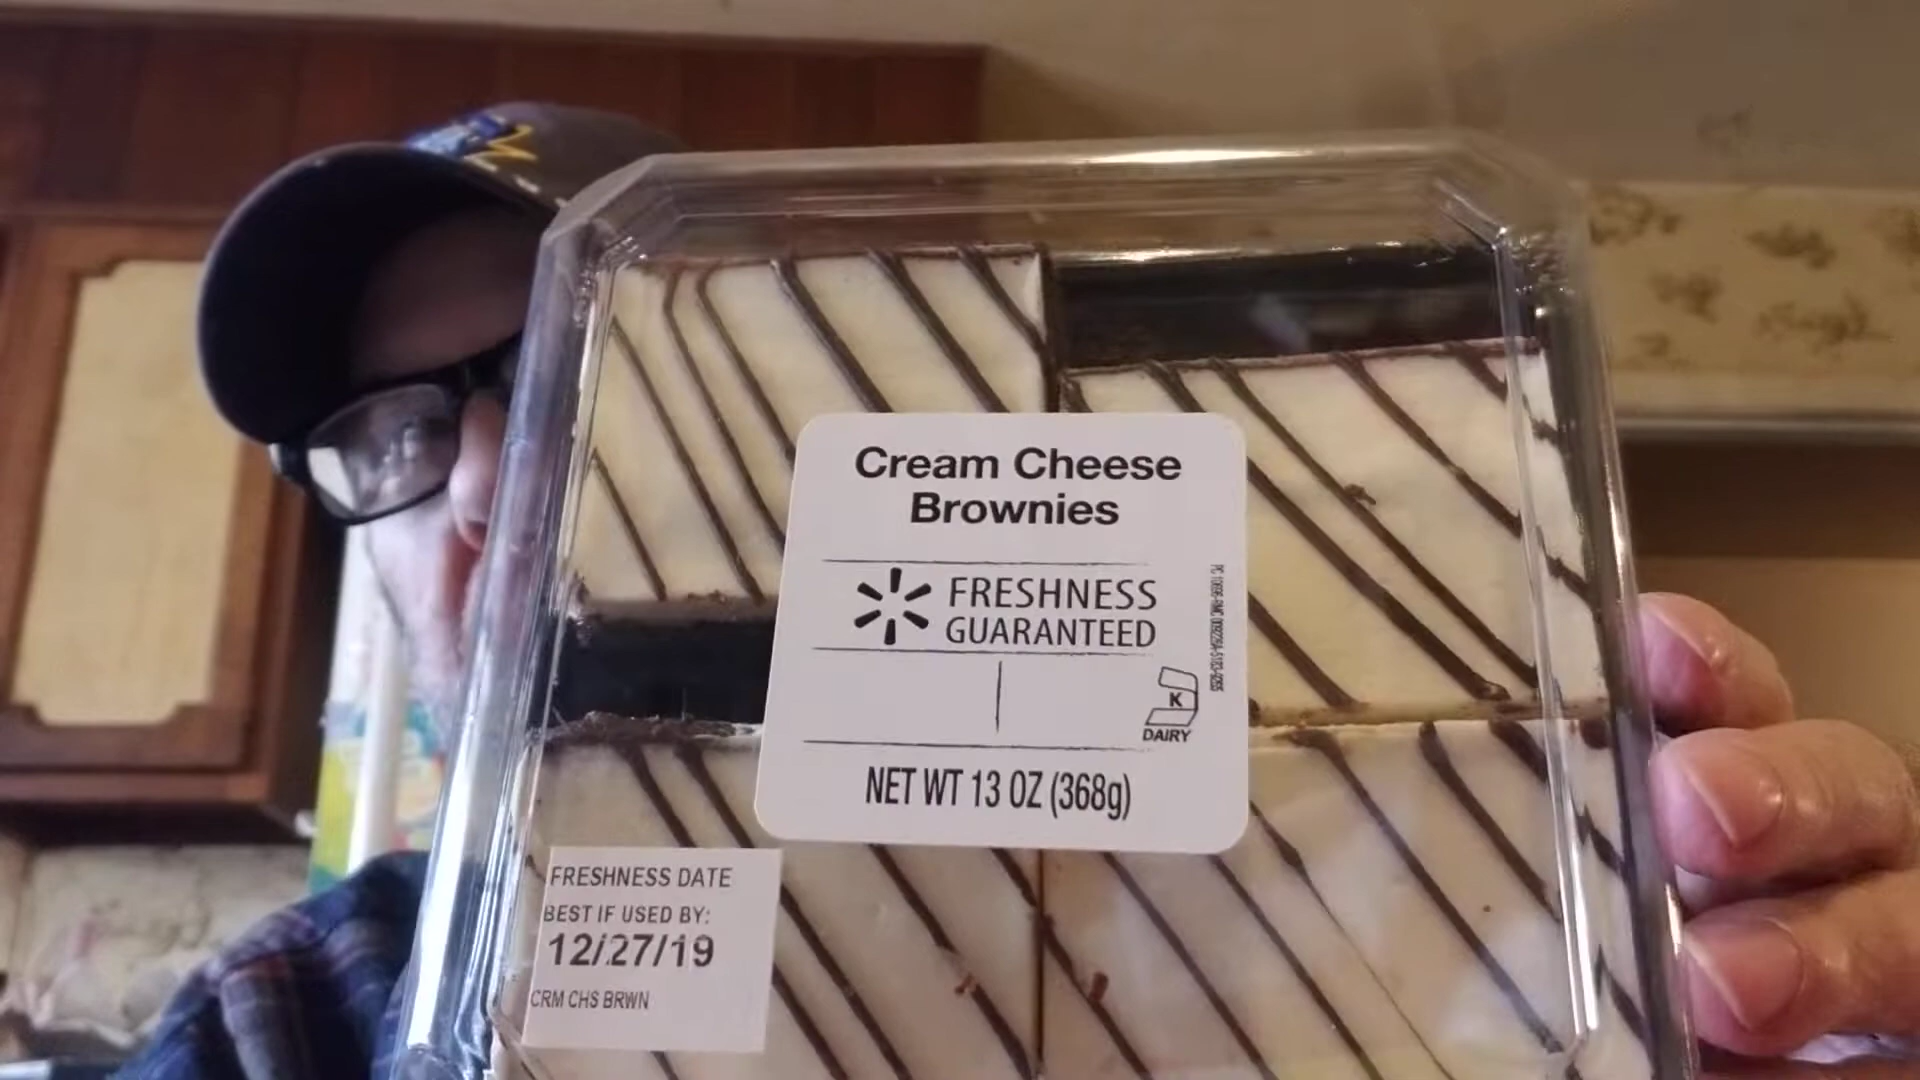 Cream Cheese
Brownies
FRESHNESS
GUARANTEED
K
DAIRY
NET WT 13 OZ (368g)
FRESHNESS DATE
BEST IF USED BY:
12/27/19
CRM CHS BRWN